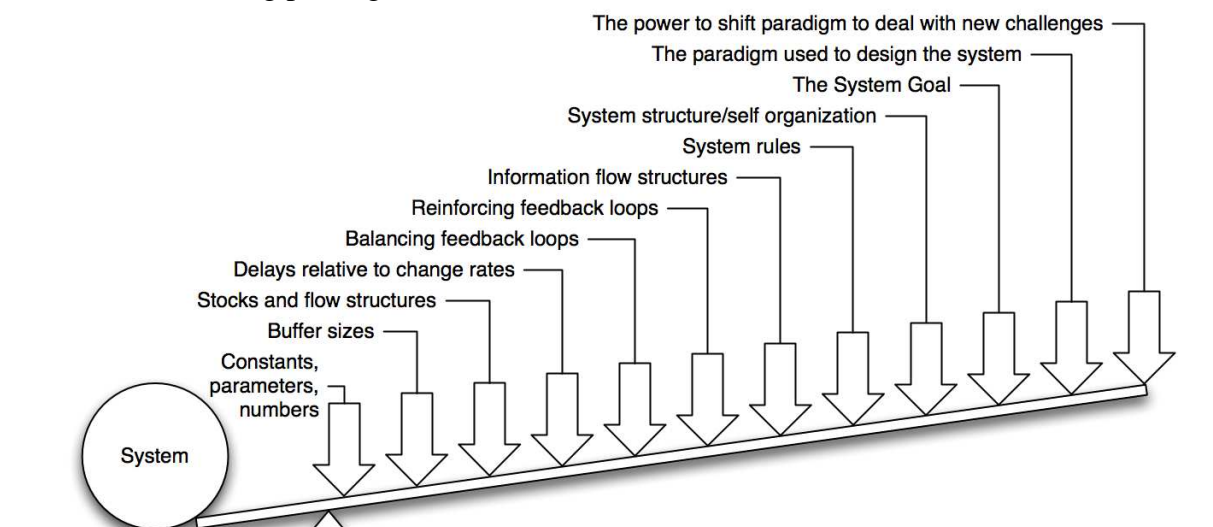 The power to shift paradigm to deal with new challenges
The paradigm used to design the system
The System Goal
System structure/self organization
System rules
Information flow structures
Reinforcing feedback loops
Balancing feedback loops
Delays relative to change rates
Stocks and flow structures
Buffer sizes
Constants,
parameters,
numbers
System